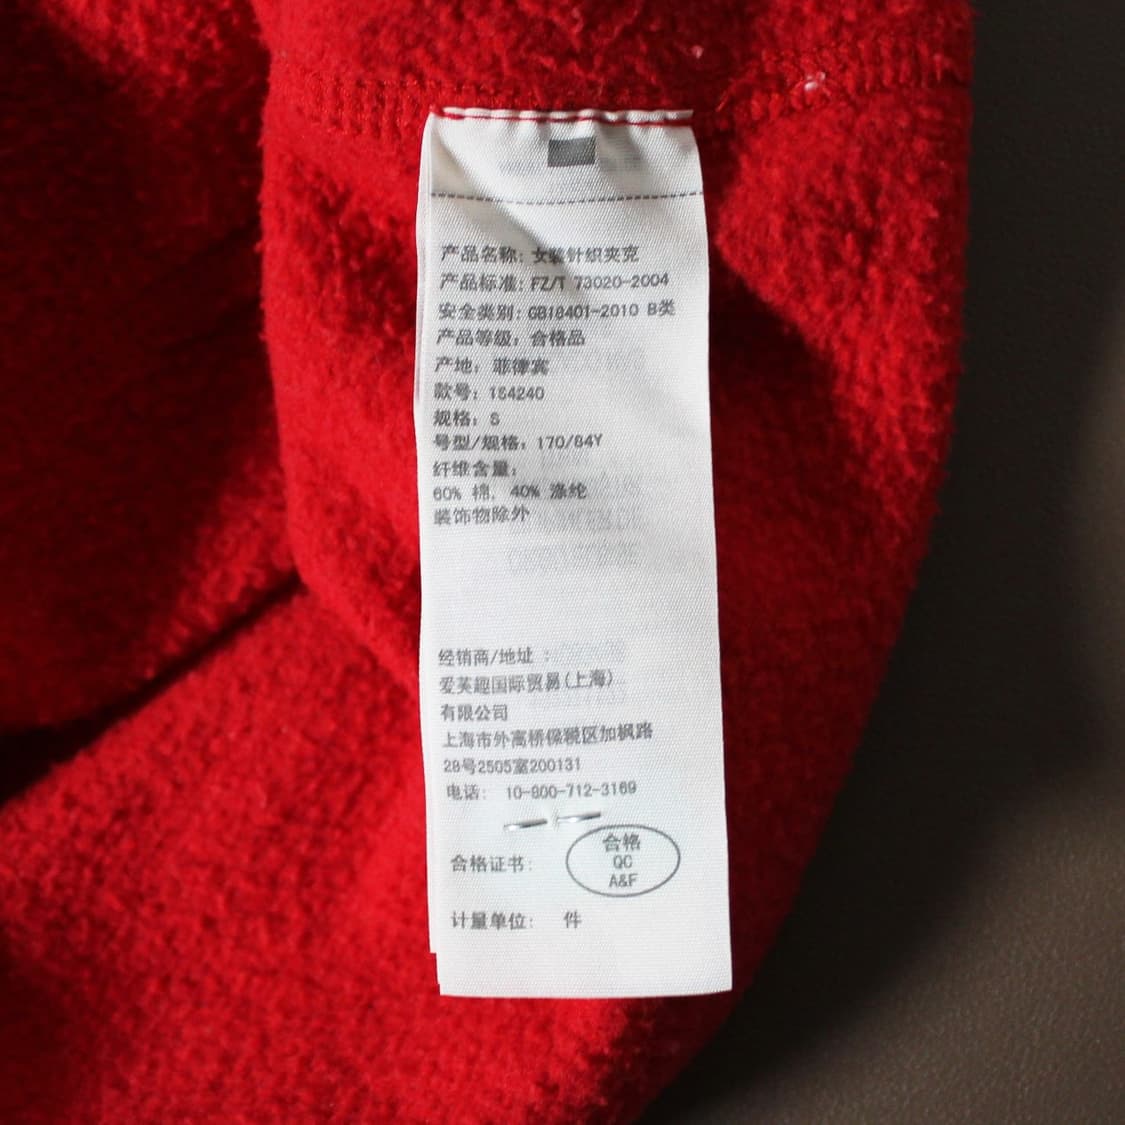 产品名称: 女装针织夹克
产品标准: FZ/T 73020-2004
安全类别: GB18401-2010 B类
产品等级: 合格品
产地: 菲律宾
款号: 184240
规格: S
号型/规格: 170/84Y
纤维含量:
60% 棉, 40% 涤纶
装饰物除外
经销商/地址 :
爱芙趣国际贸易(上海)
有限公司
上海市外高桥保税区加枫路
28号2505室200131
电话: 10-800-712-3169
合格证书:
合格
QC
A&F
计量单位: 件